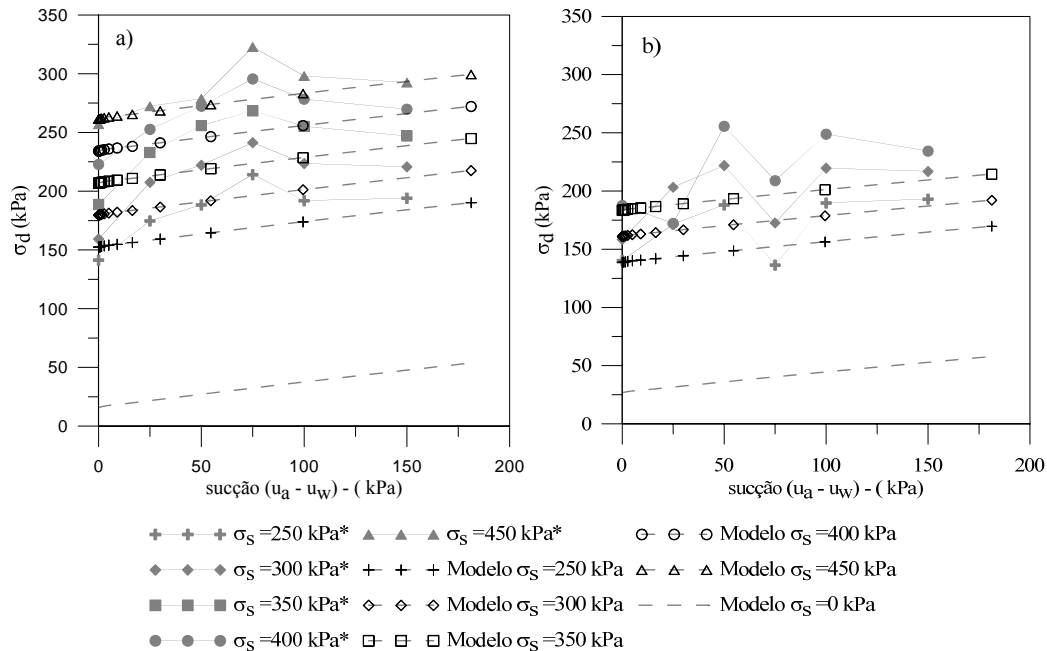 a)
350
300
250
200
150
100
50
0
σd (kPa)
0 50 100 150 200
sucção (ua - uw) - ( kPa)
b)
350
300
250
200
150
100
50
0
σd (kPa)
0 50 100 150 200
sucção (ua - uw) - ( kPa)
σs =250 kPa* σs =450 kPa* Modelo σs =400 kPa
σs =300 kPa* Modelo σs =250 kPa Modelo σs =450 kPa
σs =350 kPa* Modelo σs =300 kPa Modelo σs =0 kPa
σs =400 kPa* Modelo σs =350 kPa